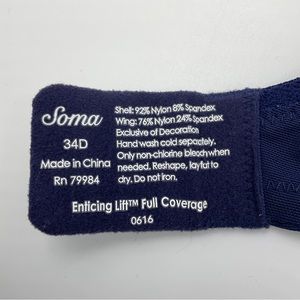 Soma
34D
Made in China
Rn 79984
Shell: 92% Nylon 8% Spandex
Wing: 76% Nylon 24% Spandex
Exclusive of Decoration
Hand wash cold separately.
Only non-chlorine bleach when
needed. Reshape, lay flat to
dry. Do not iron.
Enticing Lift™ Full Coverage
0616